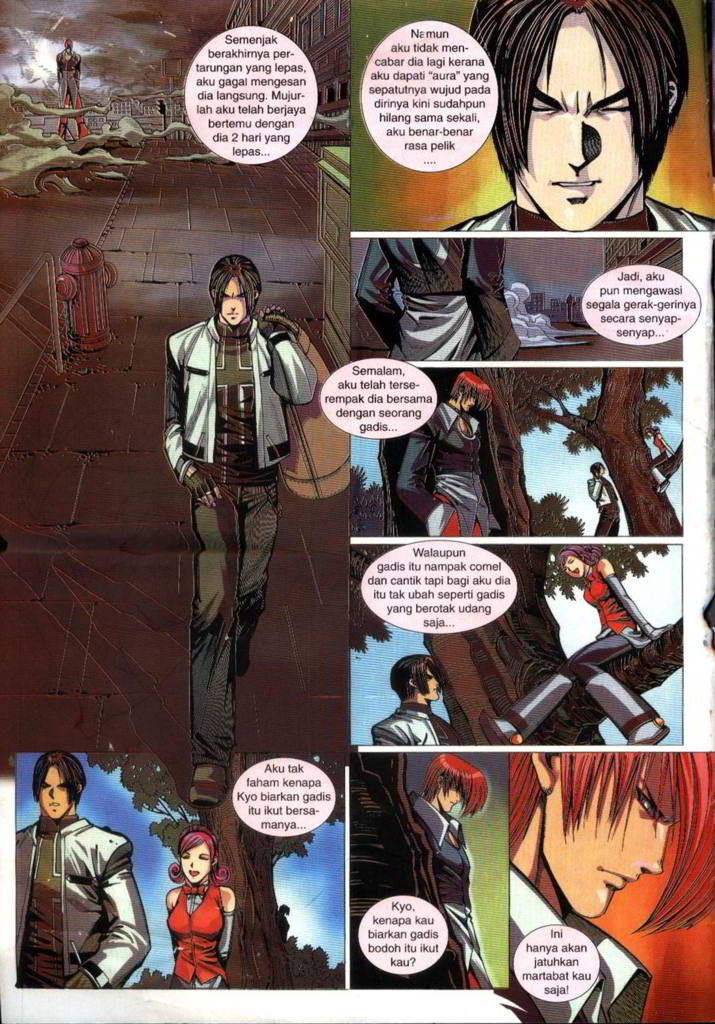 Semenjak
berakhirnya per-
tarungan yang lepas,
aku gagal mengesan
dia langsung. Mujur-
lah aku telah berjaya
bertemu dengan
dia 2 hari yang
lepas...
Namun
aku tidak men-
cabar dia lagi kerana
aku dapati "aura" yang
sepatutnya wujud pada
dirinya kini sudahpun
hilang sama sekali,
aku benar-benar
rasa pelik
....
Jadi, aku
pun mengawasi
segala gerak-gerinya
secara senyap-
senyap...
Semalam,
aku telah terse-
rempak dia bersama
dengan seorang
gadis...
Walaupun
gadis itu nampak comel
dan cantik tapi bagi aku dia
itu tak ubah seperti gadis
yang berotak udang
saja...
Aku tak
faham kenapa
Kyo biarkan gadis
itu ikut bersa-
manya...
Kyo,
kenapa kau
biarkan gadis
bodoh itu ikut
kau?
Ini
hanya akan
jatuhkan
martabat kau
saja!